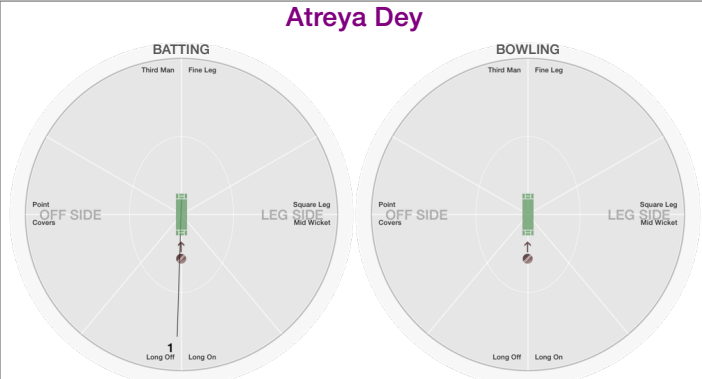 Atreya Dey
BATTING
Third Man Fine Leg
Point
OFF SIDE
Covers
Square Leg
LEG SIDE
Mid Wicket
1
Long Off Long On
BOWLING
Third Man Fine Leg
Point
OFF SIDE
Covers
Square Leg
LEG SIDE
Mid Wicket
Long Off Long On